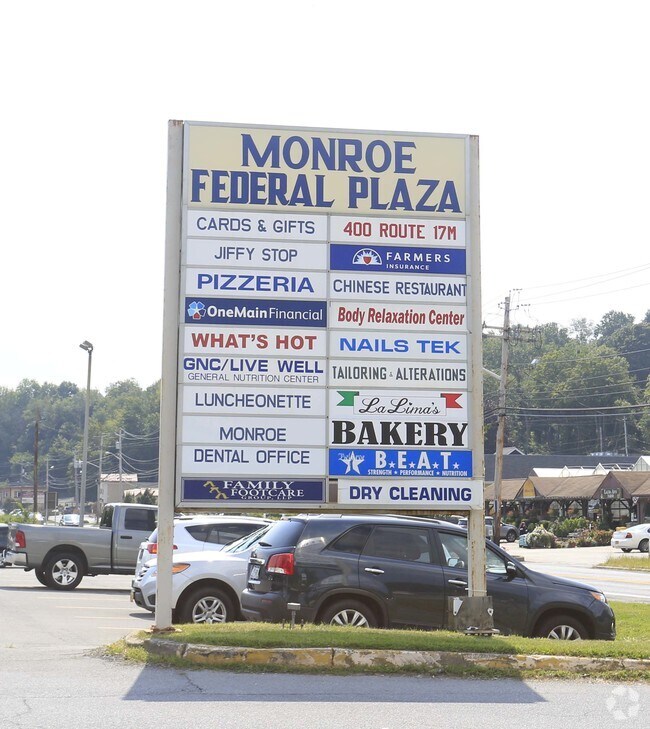 MONROE
FEDERAL PLAZA
CARDS & GIFTS
JIFFY STOP
PIZZERIA
OneMain Financial
WHAT'S HOT
GNC/LIVE WELL
GENERAL NUTRITION CENTER
LUNCHEONETTE
MONROE
DENTAL OFFICE
FAMILY
FOOTCARE
GROUP, LLP
400 ROUTE 17M
FARMERS
INSURANCE
CHINESE RESTAURANT
Body Relaxation Center
NAILS TEK
TAILORING & ALTERATIONS
La Lima's
BAKERY
B.E.A.T.
STRENGTH • PERFORMANCE • NUTRITION
DRY CLEANING